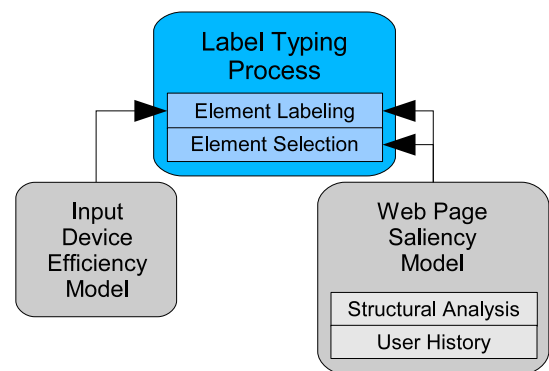 Label Typing
Process
Element Labeling
Element Selection
Input
Device
Efficiency
Model
Web Page
Saliency
Model
Structural Analysis
User History